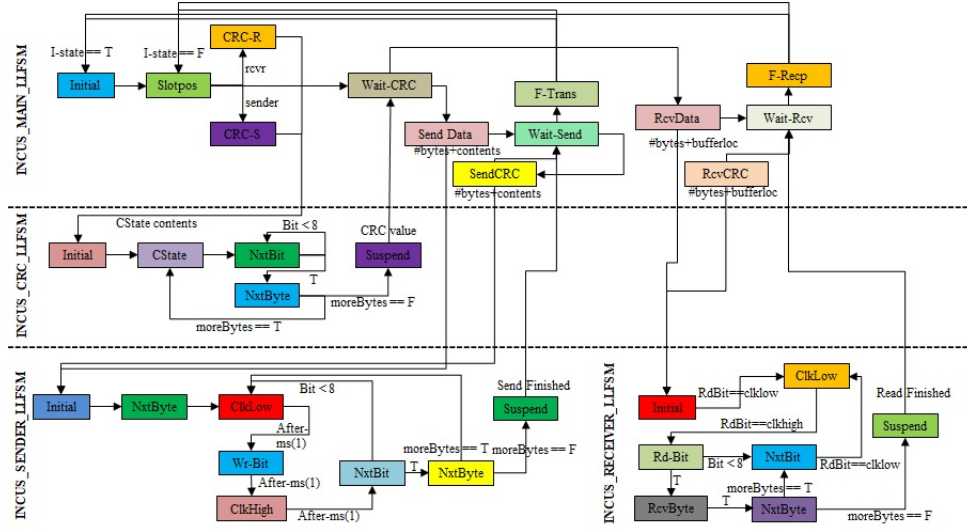 INCUS_MAIN_LLFSM
I-state == T
I-state == F
CRC-R
rcvr
Initial
Slotpos
sender
CRC-S
Wait-CRC
Send Data
#bytes+contents
F-Trans
Wait-Send
SendCRC
#bytes+contents
RcvData
#bytes+bufferloc
F-Recp
Wait-Rcv
RcvCRC
#bytes+bufferloc
INCUS_CRC_LLFSM
CState contents
Initial
CState
Bit < 8
NxtBit
T
NxtByte
CRC value
Suspend
moreBytes == F
moreBytes == T
INCUS_SENDER_LLFSM
Initial
NxtByte
ClkLow
Bit < 8
After-
ms(1)
Wr-Bit
After-ms(1)
ClkHigh
After-ms(1)
NxtBit
T
NxtByte
moreBytes == T
moreBytes == F
Send Finished
Suspend
INCUS_RECEIVER_LLFSM
Initial
RdBit==clklow
ClkLow
RdBit==clkhigh
Rd-Bit
Bit < 8
NxtBit
RdBit==clklow
T
RcvByte
T
moreBytes == T
NxtByte
moreBytes == F
Read Finished
Suspend